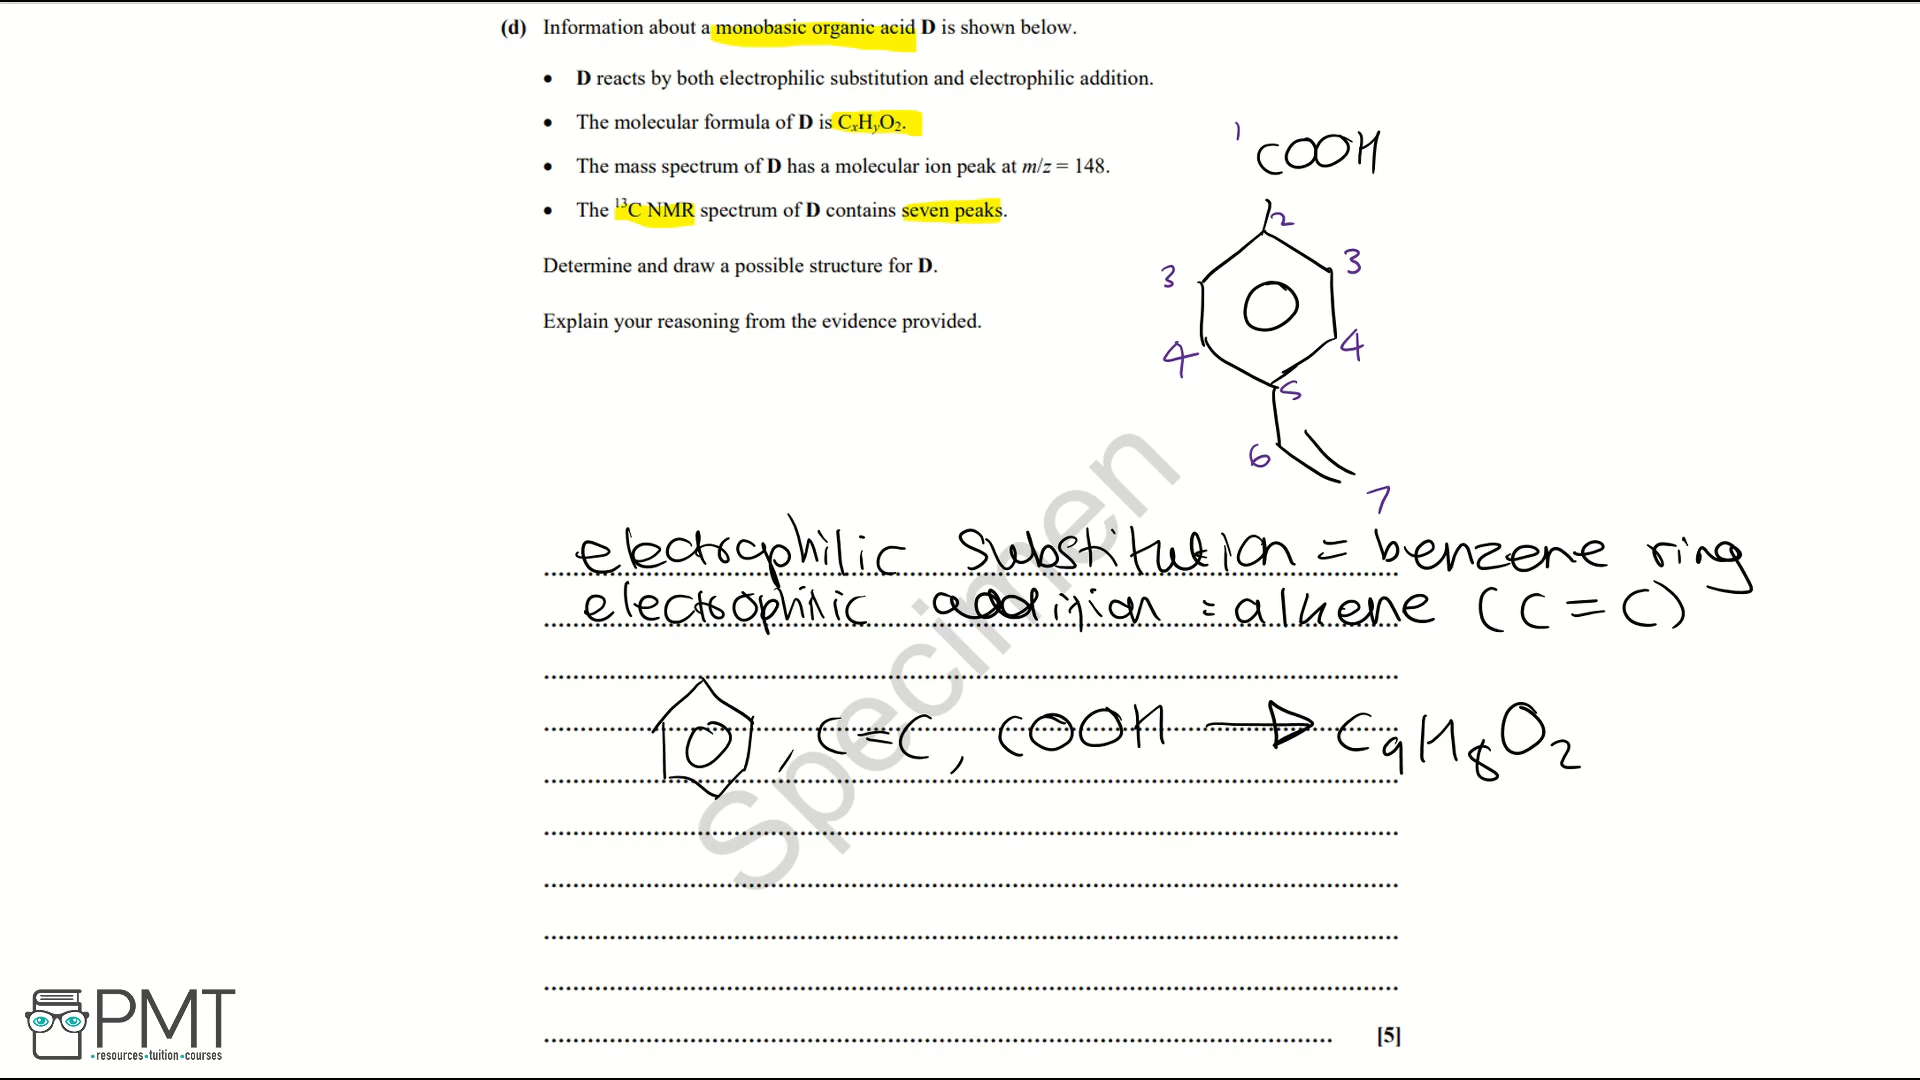 (d) Information about a monobasic organic acid D is shown below.
• D reacts by both electrophilic substitution and electrophilic addition.
• The molecular formula of D is CₓHᵧO₂.
• The mass spectrum of D has a molecular ion peak at m/z = 148.
• The ¹³C NMR spectrum of D contains seven peaks.
Determine and draw a possible structure for D.
Explain your reasoning from the evidence provided.
1
COOH
2
3 3
4 4
5
6
7
electrophilic substitution = benzene ring
electrophilic addition = alkene (C=C)
, C=C, COOH → C₉H₈O₂
Specimen
[5]
PMT
•resources•tuition•courses